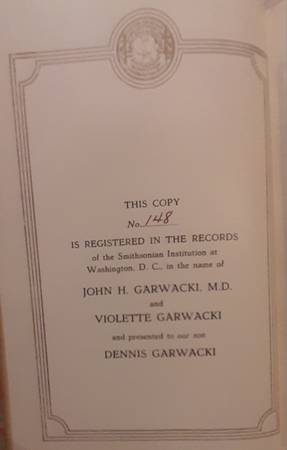 THIS COPY
No. 148
IS REGISTERED IN THE RECORDS
of the Smithsonian Institution at
Washington, D. C., in the name of
JOHN H. GARWACKI, M.D.
and
VIOLETTE GARWACKI
and presented to our son
DENNIS GARWACKI